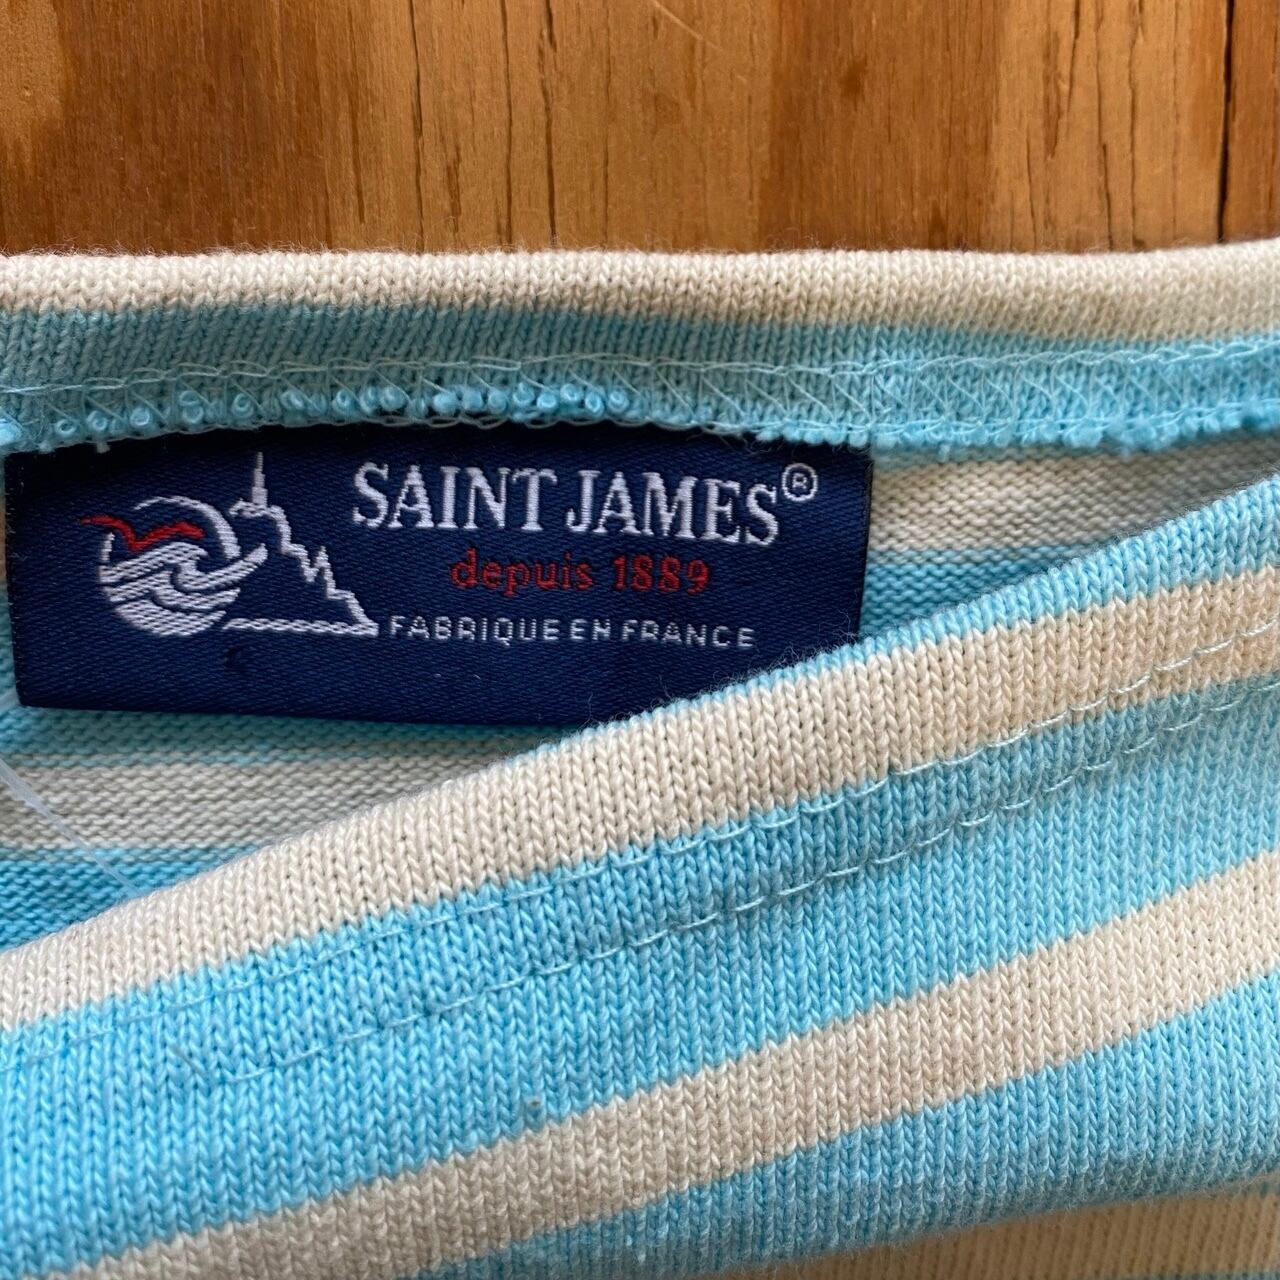 SAINT JAMES®
depuis 1889
FABRIQUE EN FRANCE